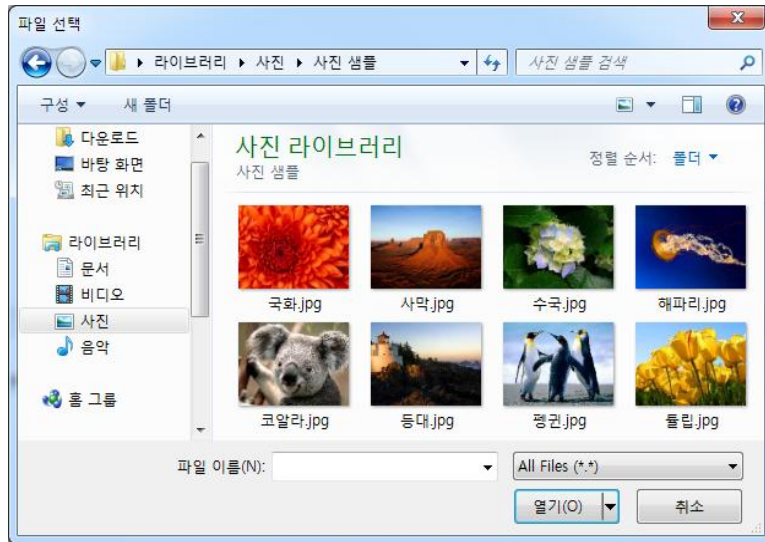 파일 선택
라이브러리 ▸ 사진 ▸ 사진 샘플
사진 샘플 검색
구성 ▼ 새 폴더
다운로드
바탕 화면
최근 위치
라이브러리
문서
비디오
사진
음악
홈 그룹
사진 라이브러리
사진 샘플
정렬 순서: 폴더 ▼
국화.jpg 사막.jpg 수국.jpg 해파리.jpg
코알라.jpg 등대.jpg 펭귄.jpg 튤립.jpg
파일 이름(N): All Files (*.*)
열기(O) 취소